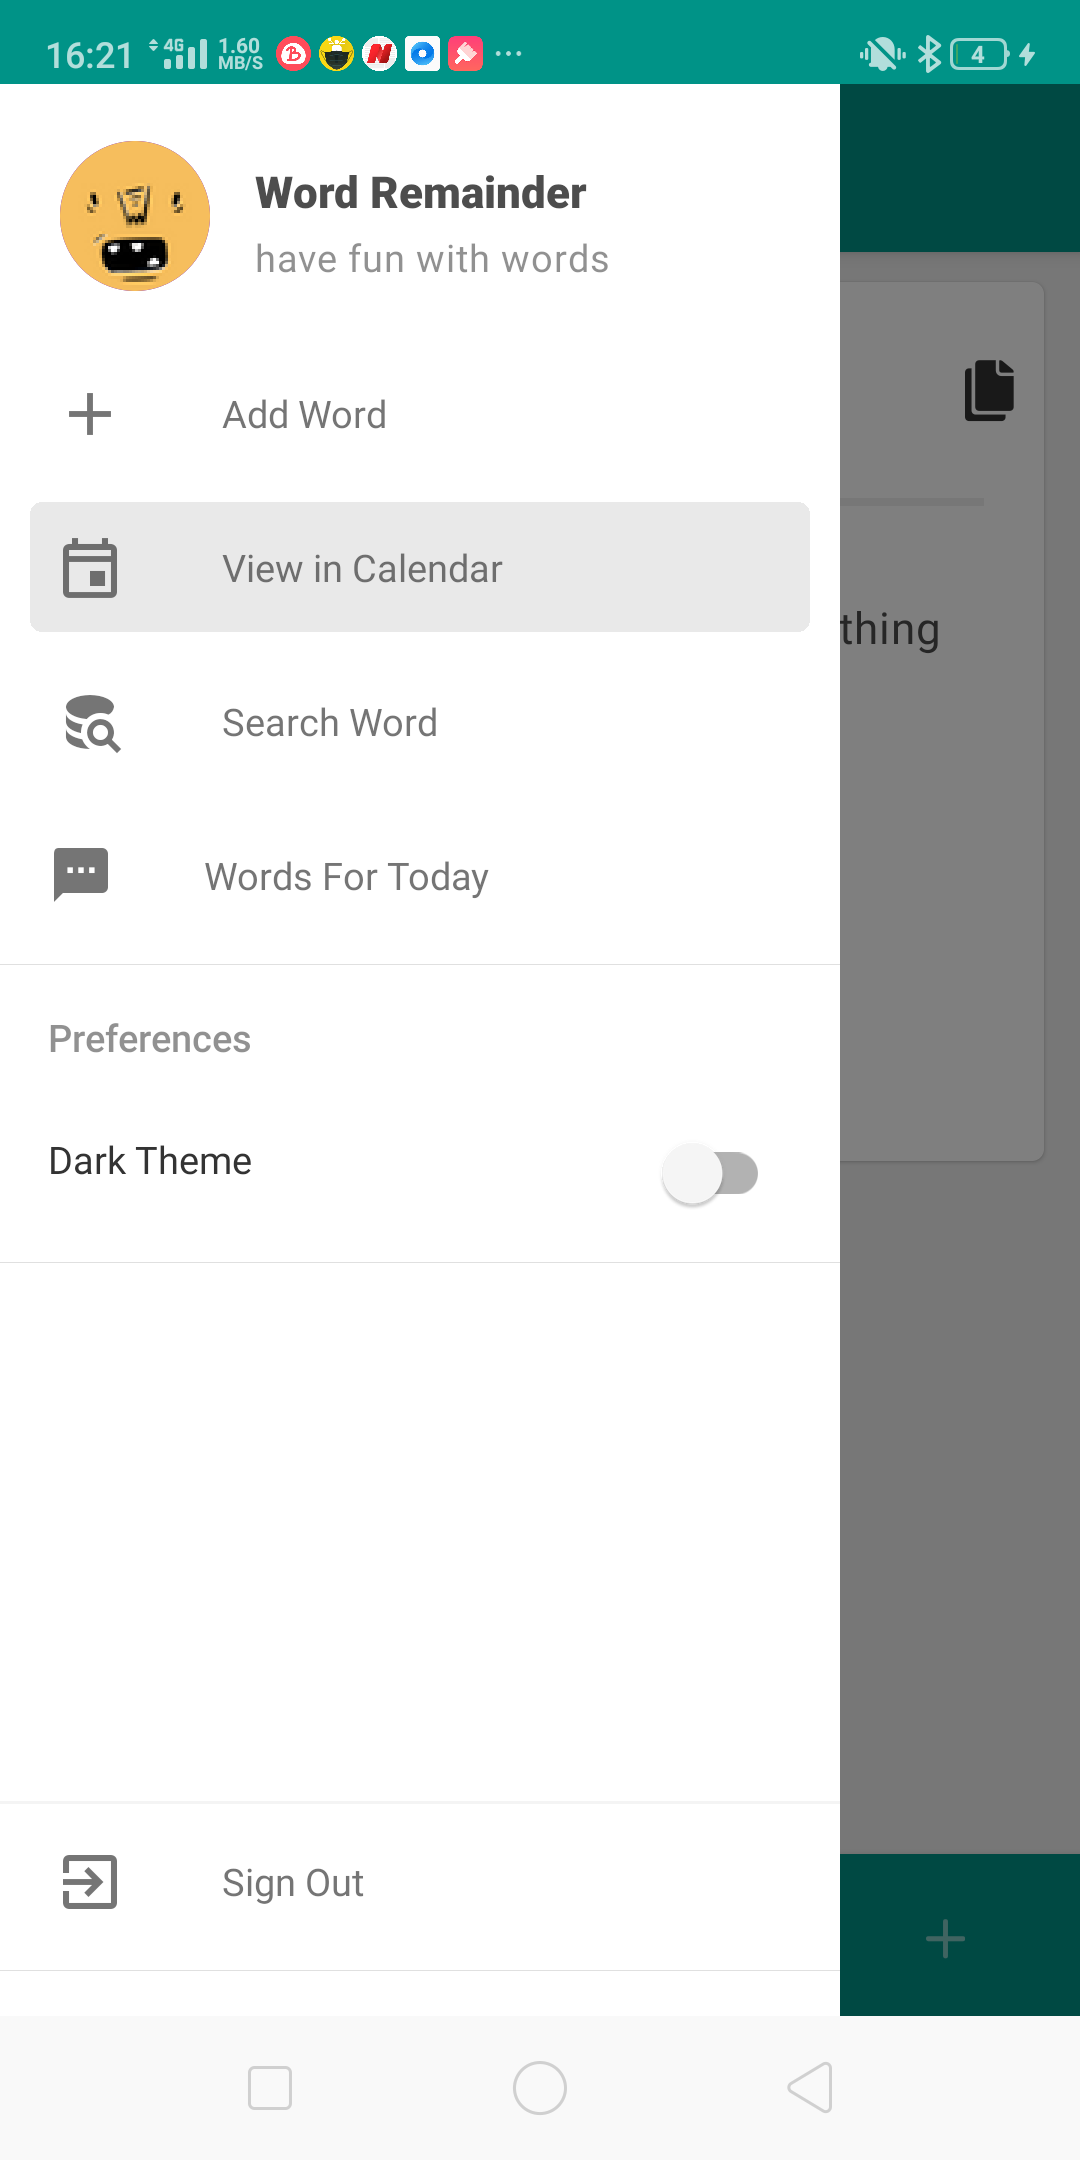 16:21 4G 1.60 MB/S 4
Word Remainder
have fun with words
Add Word
View in Calendar
thing
Search Word
Words For Today
Preferences
Dark Theme
Sign Out